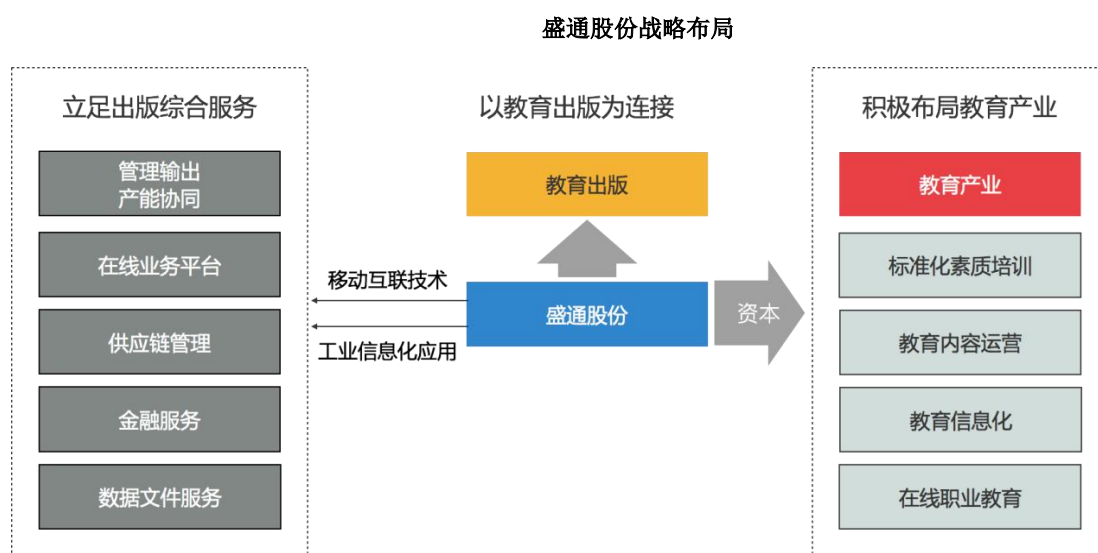 盛通股份战略布局
立足出版综合服务
管理输出
产能协同
在线业务平台
供应链管理
金融服务
数据文件服务
以教育出版为连接
教育出版
移动互联技术
盛通股份
资本
工业信息化应用
积极布局教育产业
教育产业
标准化素质培训
教育内容运营
教育信息化
在线职业教育